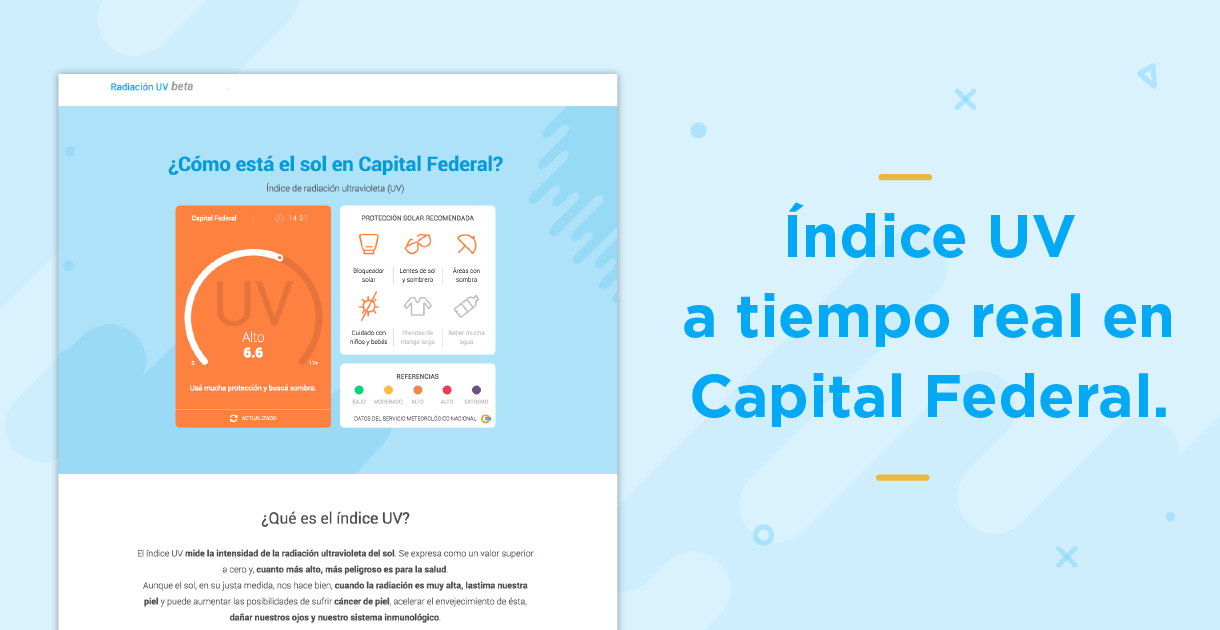 Radiación UV beta
¿Cómo está el sol en Capital Federal?
Índice de radiación ultravioleta (UV)
Capital Federal
14:01
UV
Alto
6.6
0
11+
Usá mucha protección y buscá sombra.
ACTUALIZADO
PROTECCIÓN SOLAR RECOMENDADA
Bloqueador
solar
Lentes de sol
y sombrero
Áreas con
sombra
Cuidado con
niños y bebés
Prendas de
manga larga
Beber mucha
agua
REFERENCIAS
BAJO MODERADO ALTO ALTO EXTREMO
DATOS DEL SERVICIO METEOROLÓGICO NACIONAL
¿Qué es el índice UV?
El índice UV mide la intensidad de la radiación ultravioleta del sol. Se expresa como un valor superior
a cero y, cuanto más alto, más peligroso es para la salud.
Aunque el sol, en su justa medida, nos hace bien, cuando la radiación es muy alta, lastima nuestra
piel y puede aumentar las posibilidades de sufrir cáncer de piel, acelerar el envejecimiento de ésta,
dañar nuestros ojos y nuestro sistema inmunológico.
Índice UV
a tiempo real en
Capital Federal.